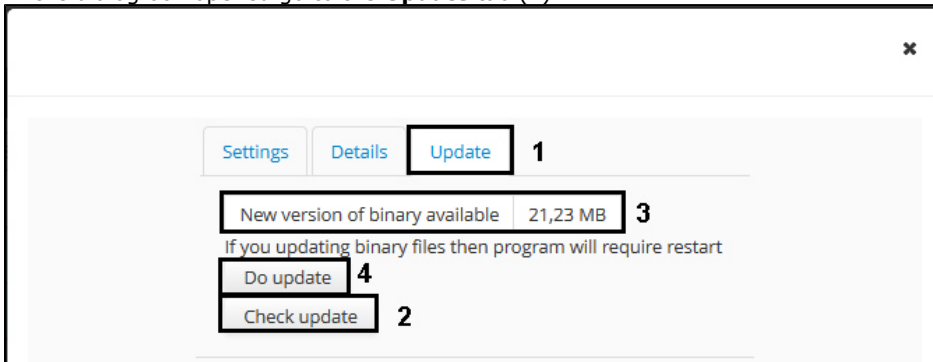 ✖
Settings Details Update 1
New version of binary available 21,23 MB 3
If you updating binary files then program will require restart
Do update 4
Check update 2